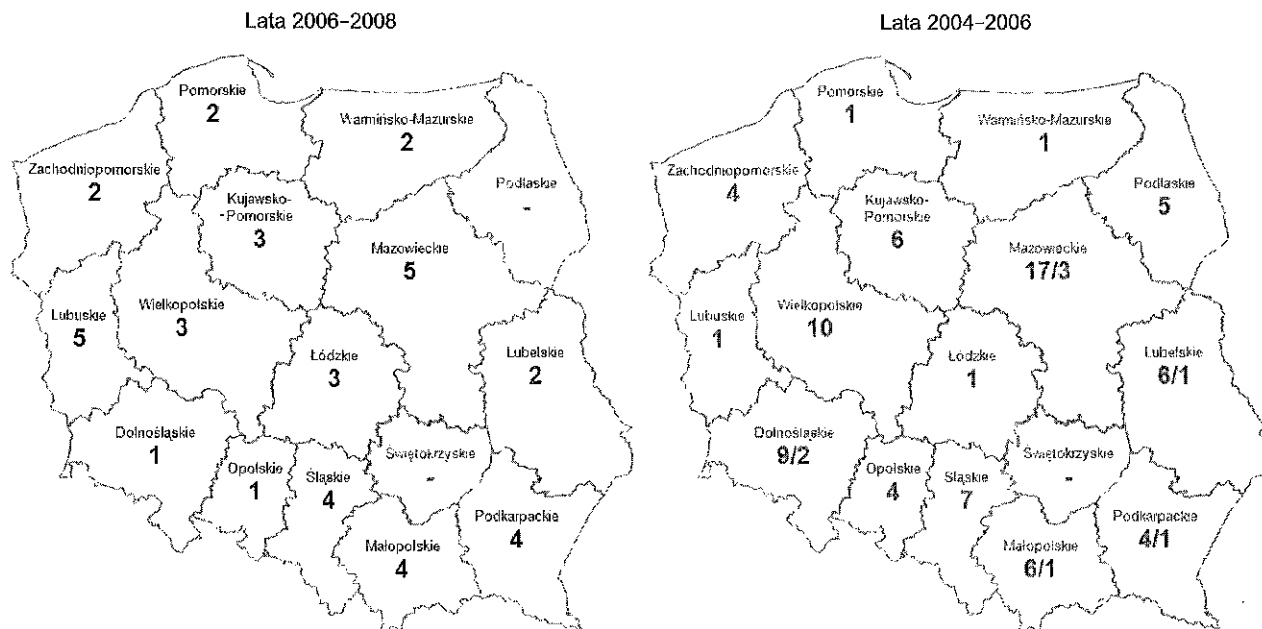 Lata 2006–2008
Pomorskie
2
Warmińsko-Mazurskie
2
Zachodniopomorskie
2
Podlaskie
-
Kujawsko-
-Pomorskie
3
Mazowieckie
5
Lubuskie
5
Wielkopolskie
3
Łódzkie
3
Lubelskie
2
Dolnośląskie
1
Opolskie
1
Śląskie
4
Świętokrzyskie
-
Małopolskie
4
Podkarpackie
4
Lata 2004–2006
Pomorskie
1
Warmińsko-Mazurskie
1
Zachodniopomorskie
4
Podlaskie
5
Kujawsko-
Pomorskie
6
Mazowieckie
17/3
Lubuskie
1
Wielkopolskie
10
Łódzkie
1
Lubelskie
6/1
Dolnośląskie
9/2
Opolskie
4
Śląskie
7
Świętokrzyskie
-
Małopolskie
6/1
Podkarpackie
4/1